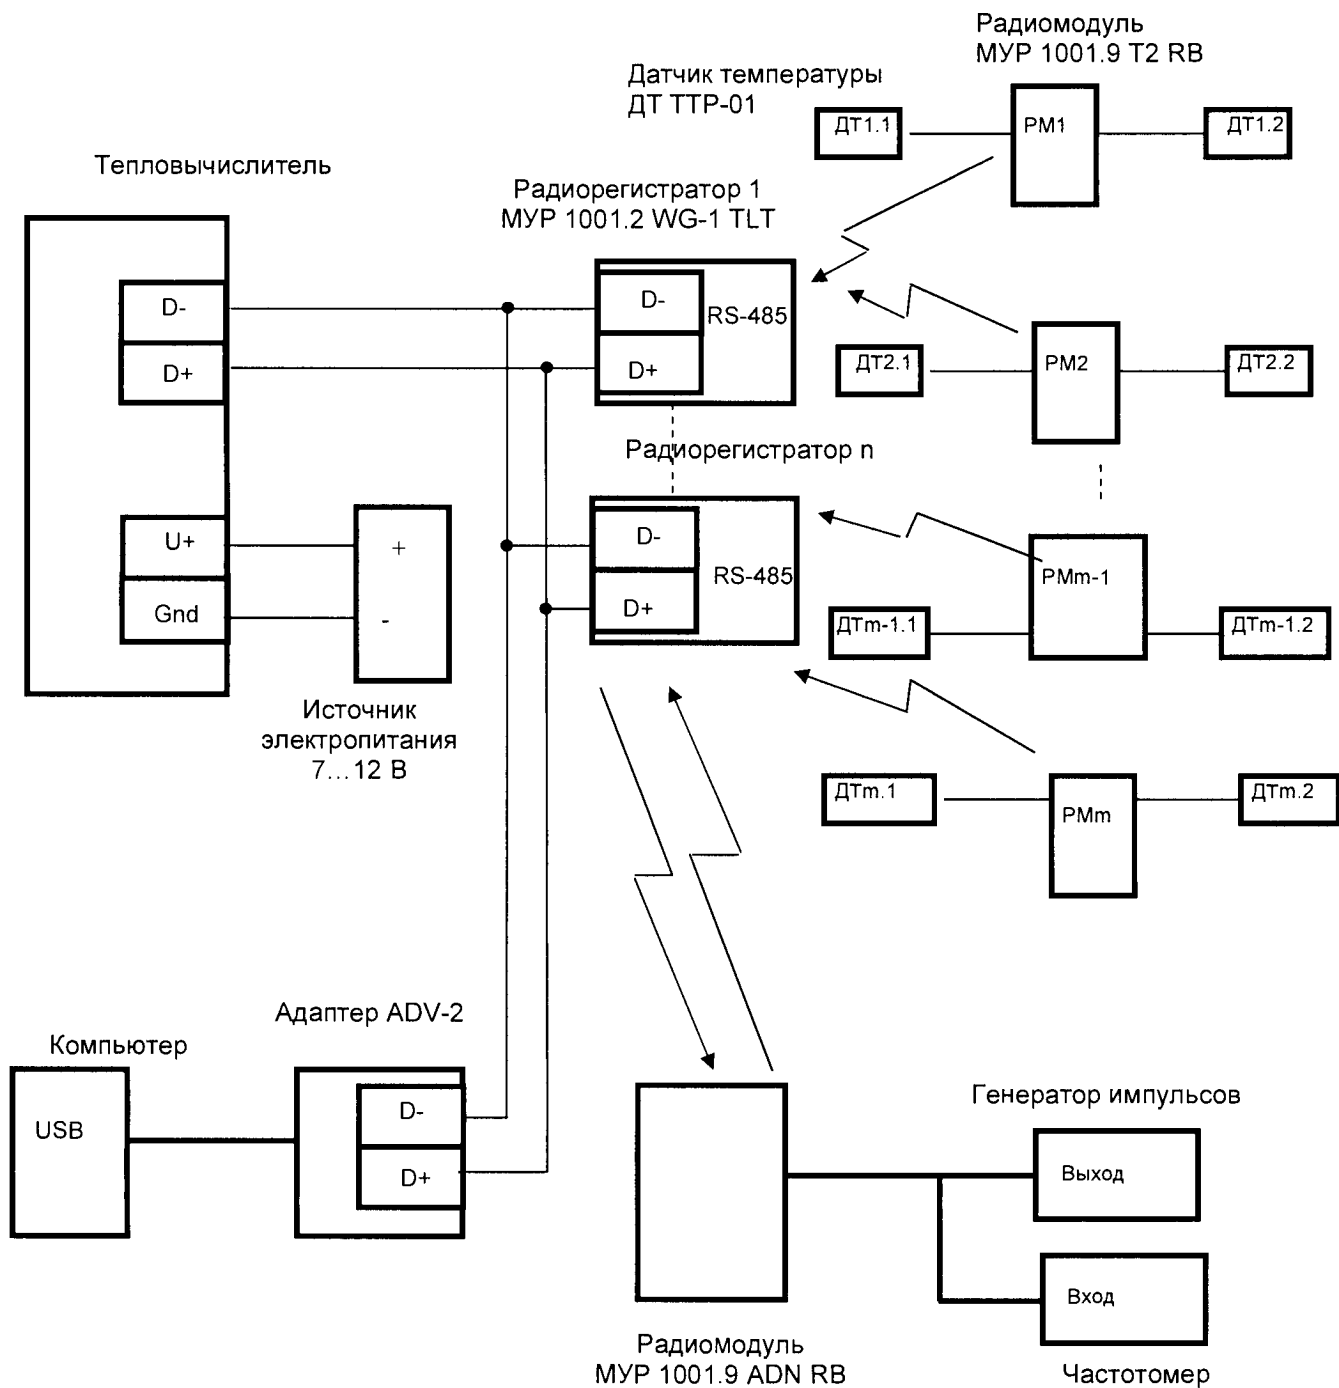 Радиомодуль
МУР 1001.9 T2 RB
Датчик температуры
ДТ ТТР-01
ДТ1.1
РМ1
ДТ1.2
Тепловычислитель
Радиорегистратор 1
МУР 1001.2 WG-1 TLT
D-
D+
D-
D+
RS-485
ДТ2.1
РМ2
ДТ2.2
Радиорегистратор n
U+
Gnd
+
-
D-
D+
RS-485
РМm-1
ДТm-1.1
ДТm-1.2
Источник
электропитания
7...12 В
ДТm.1
РМm
ДТm.2
Адаптер ADV-2
Компьютер
USB
D-
D+
Генератор импульсов
Выход
Вход
Радиомодуль
МУР 1001.9 ADN RB
Частотомер